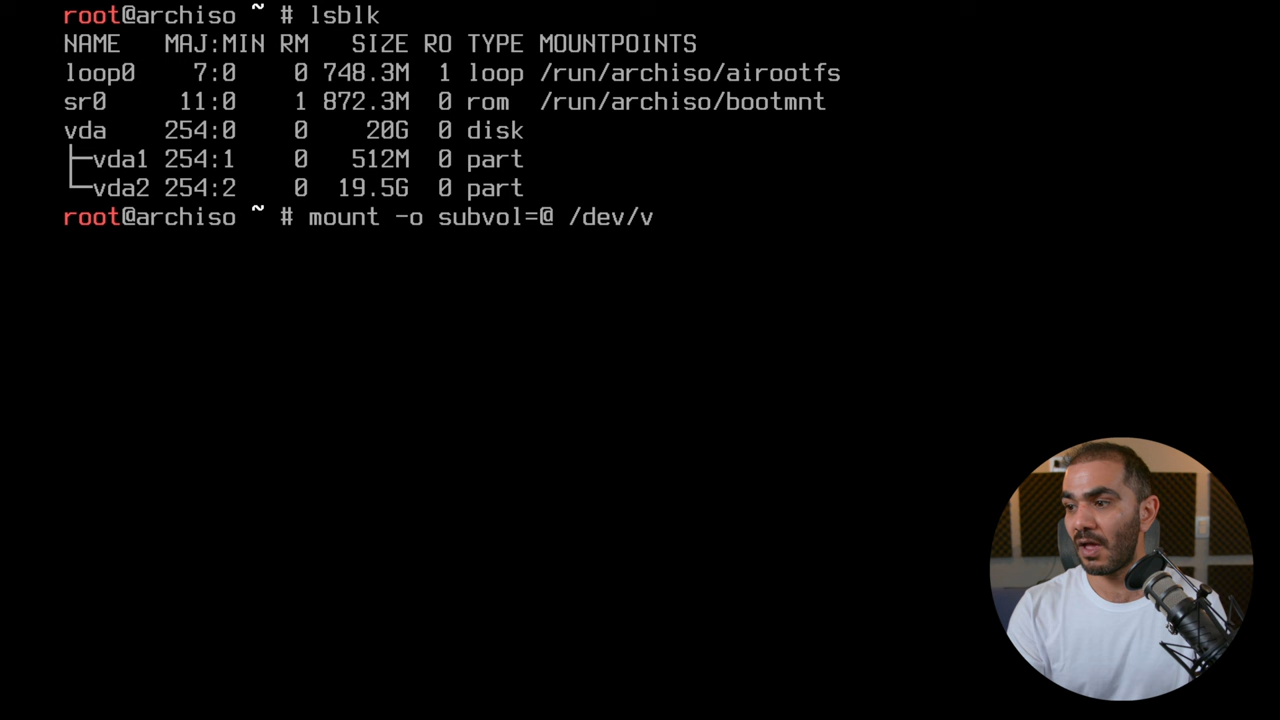 root@archiso ~ # lsblk
NAME   MAJ:MIN RM   SIZE RO TYPE MOUNTPOINTS
loop0    7:0    0 748.3M  1 loop /run/archiso/airootfs
sr0     11:0    1 872.3M  0 rom  /run/archiso/bootmnt
vda    254:0    0    20G  0 disk
├─vda1 254:1    0   512M  0 part
└─vda2 254:2    0  19.5G  0 part
root@archiso ~ # mount -o subvol=@ /dev/v